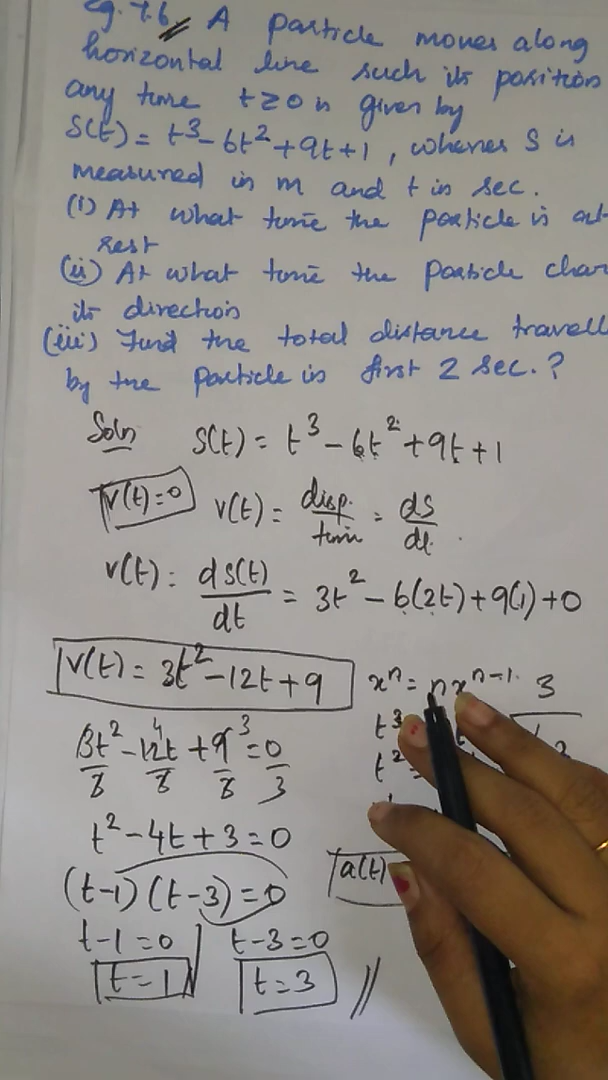 Eg. 7.6 A particle moves along
horizontal line such its position
any time t≥0 is given by
S(t) = t³ - 6t² + 9t + 1, wheres S is
measured in m and t in sec.
(i) At what time the particle is at
rest
(ii) At what time the particle chan
its direction
(iii) Find the total distance travell
by the particle in first 2 sec.?
Soln S(t) = t³ - 6t² + 9t + 1
V(t) = 0 V(t) = disp./time = ds/dt.
V(t) = ds(t)/dt = 3t² - 6(2t) + 9(1) + 0
V(t) = 3t² - 12t + 9
xⁿ = nxⁿ⁻¹. 3
t³
3t²/3 - 12t/3 + 9/3 = 0/3
4 3
t² =
t² - 4t + 3 = 0
a(t)
(t-1) (t-3) = 0
t-1 = 0 t-3 = 0
t = 1 t = 3 //